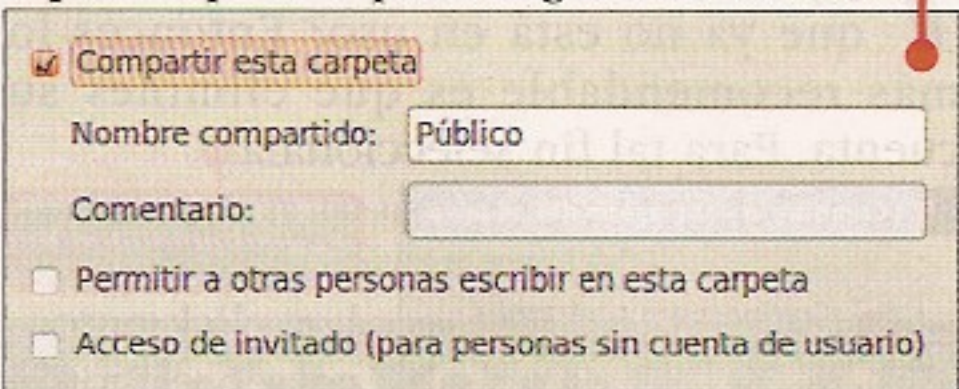 Compartir esta carpeta
Nombre compartido: Público
Comentario:
Permitir a otras personas escribir en esta carpeta
Acceso de invitado (para personas sin cuenta de usuario)